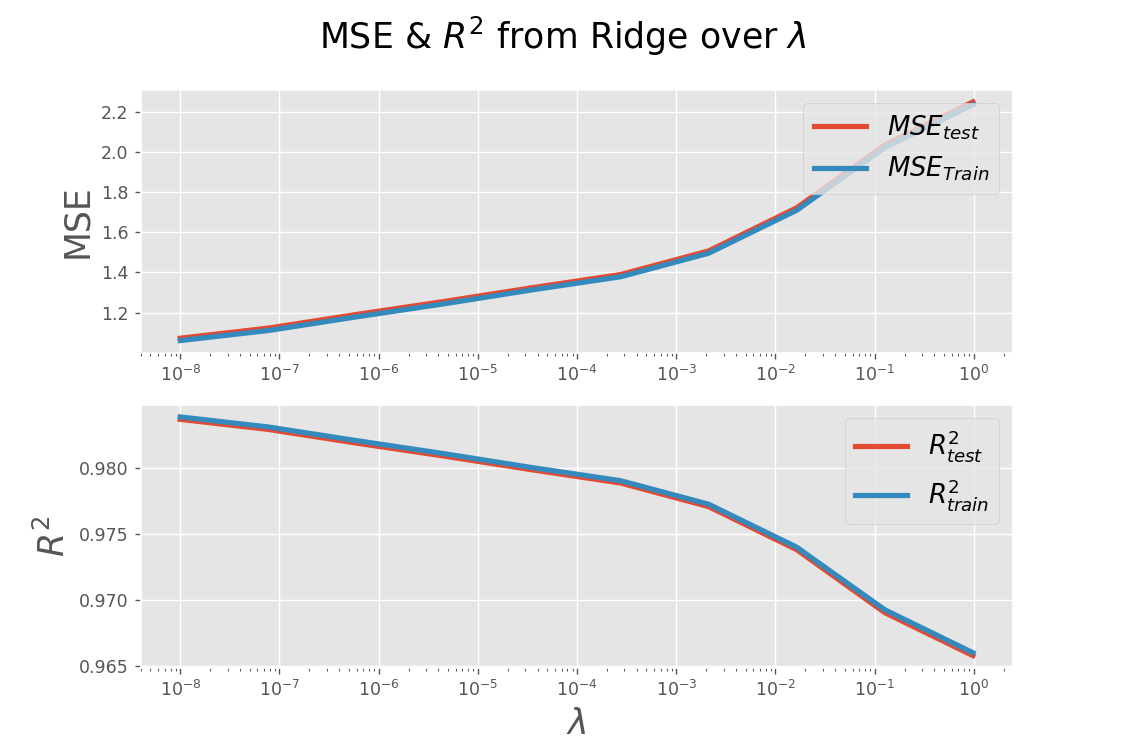 MSE & R² from Ridge over λ
MSE
2.2
2.0
1.8
1.6
1.4
1.2
MSE_test
MSE_Train
10⁻⁸ 10⁻⁷ 10⁻⁶ 10⁻⁵ 10⁻⁴ 10⁻³ 10⁻² 10⁻¹ 10⁰
R²
0.980
0.975
0.970
0.965
R²_test
R²_train
10⁻⁸ 10⁻⁷ 10⁻⁶ 10⁻⁵ 10⁻⁴ 10⁻³ 10⁻² 10⁻¹ 10⁰
λ